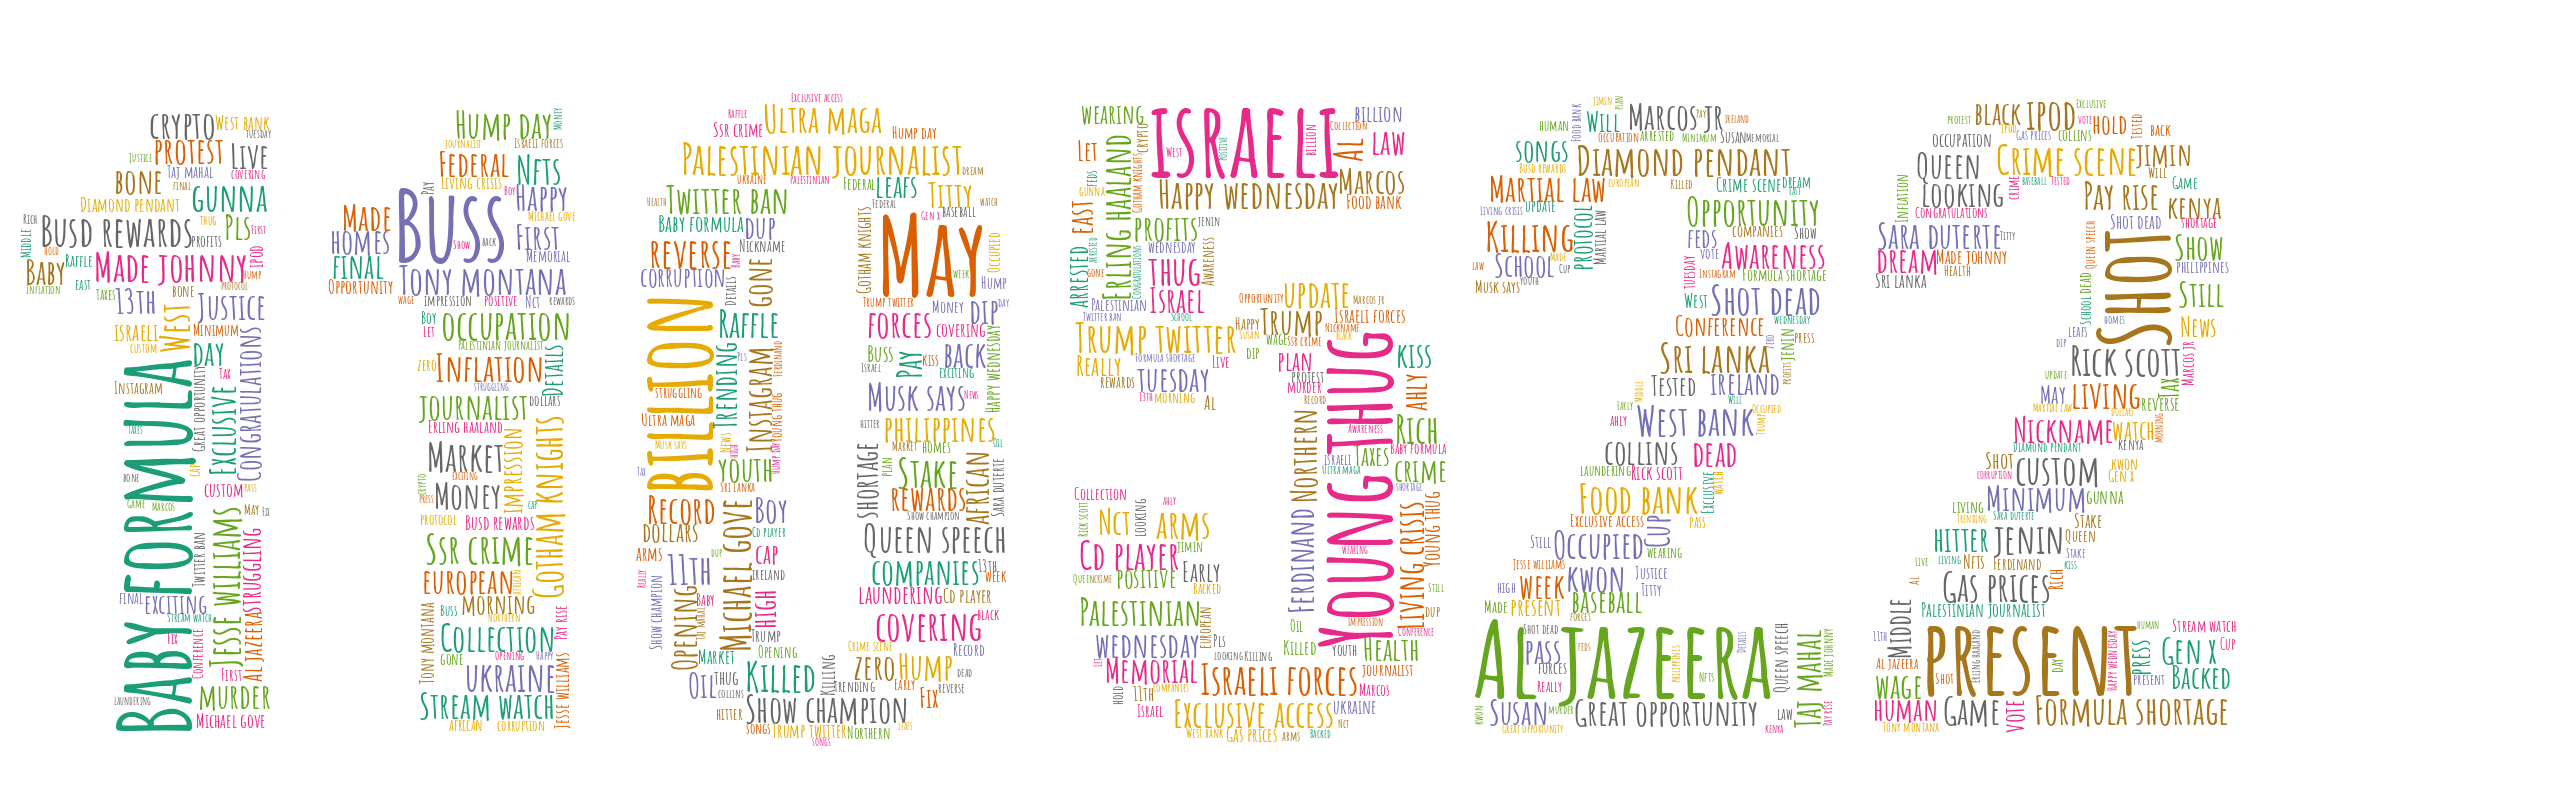 CRYPTO WEST BANK
TUESDAY
JUSTICE PROTEST LIVE
TAJ MAHAL COVERING
BONE FINAL GUNNA
DIAMOND PENDANT
RICH THUG PLS FIRST
BUSD REWARDS PROFITS
MIDDLE HOLD IPOD
BABY RAFFLE MADE JOHNNY HUMP
INFLATION EAST TAXES BONE PROTOCOL
13TH JUSTICE
ISRAELI WEST MINIMUM
CUSTOM DAY CONGRATULATIONS
INSTAGRAM TAX
BABY FORMULA GREAT OPPORTUNITY EXCLUSIVE
TAXES BONE CAP
CUSTOM PASS
GAME MARCOS MAY FIX
TWITTER BAN JESSE WILLIAMS STRUGGLING
FINAL EXCITING
STREAM WATCH
FIX CONFERENCE FIRST AL JAZEERA
LAUNDERING MURDER
MICHAEL GOVE
HUMP DAY MONEY
JOURNALIST ISRAELI FORCES
FEDERAL NFTS
LIVING CRISIS BOY
PAY BUSS HAPPY
MADE SHOW BACK MICHAEL GOVE
HOMES FIRST
FINAL MEMORIAL
OPPORTUNITY TONY MONTANA
WAGE IMPRESSION POSITIVE NCT REWARDS
BOY LET OCCUPATION
PALESTINIAN JOURNALIST
ZERO INFLATION DETAILS
STRUGGLING
JOURNALIST DOLLARS
ERLING HAALAND
MARKET IMPRESSION GOTHAM KNIGHTS
CRYPTO EXCITING
PRESS MONEY CAP
PROTOCOL BUSD REWARDS
SSR CRIME
EUROPEAN AFRICAN
TONY MONTANA BUSS MORNING PAY RISE
NORTHERN
COLLECTION
GONE OPENING HAPPY
UKRAINE JESSE WILLIAMS
STREAM WATCH
AFRICAN CORRUPTION
EXCLUSIVE ACCESS
RAFFLE ULTRA MAGA
SSR CRIME HUMP DAY
PALESTINIAN JOURNALIST DREAM
UKRAINE PALESTINIAN FEDERAL LEAFS TITTY
HEALTH TWITTER BAN FEDERAL WATCH
BABY FORMULA DUP GOTHAM KNIGHTS GEN X BASEBALL
REVERSE NICKNAME MAY OCCUPIED
BABY CORRUPTION GONE WEEK HUMP
DETAILS TRUMP TWITTER MONEY DIP DAY
BILLION RAFFLE FORCES COVERING
TRENDING PLS INSTAGRAM FERDINAND BUSS PAY KISS BACK
ISRAEL EXCITING HAPPY WEDNESDAY
STRUGGLING MUSK SAYS NEWS
ULTRA MAGA YOUNG THUG HITTER PHILIPPINES
MUSK SAYS NEWS HIGH HUMP DAY MARKET HOMES OIL
TAX YOUTH SHORTAGE PLAN STAKE AFRICAN SARA DUTERTE
SRI LANKA REWARDS
RECORD BOY SHOW CHAMPION
DOLLARS MICHAEL GOVE CD PLAYER QUEEN SPEECH
ARMS DUP CAP COMPANIES 13TH
REALLY 11TH IRELAND WEEK
SHOW CHAMPION BABY HIGH LAUNDERING CD PLAYER
OPENING TAJ MAHAL TRUMP COVERING BLACK
MARKET OPENING CRIME SCENE RECORD
KILLED KILLING ZERO HUMP DEAD
OIL THUG TRENDING EARLY REVERSE
COLLINS FIX
HITTER SHOW CHAMPION
SONGS TRUMP TWITTER NORTHERN LEAFS
SONGS
WEARING ISRAELI BILLION
CRYPTO COLLECTION
LET WEST POSITIVE BILLION AL LAW
FEDS ERLING HAALAND
GUNNA GOTHAM KNIGHTS HAPPY WEDNESDAY MARCOS
FOOD BANK
EAST PROFITS JENIN
ARRESTED WEDNESDAY AWARENESS
ARRESTED GONE CONGRATULATIONS THUG
PALESTINIAN ISRAEL OPPORTUNITY UPDATE MARCOS JR
TWITTER BAN SCHOOL HAPPY TRUMP ISRAELI FORCES
TRUMP TWITTER SUSAN WAGE SSR CRIME NICKNAME BLACK
FORMULA SHORTAGE DIP
REALLY LIVE PLAN KISS
REWARDS TUESDAY PROTEST
13TH MORNING MURDER AHLY
AL RECORD
FERDINAND NORTHERN YOUNG THUG AWARENESS RICH
BABY FORMULA
ISRAELI TAXES CRIME
ULTRA MAGA SHORTAGE
COLLECTION AHLY
RICK SCOTT NCT LOOKING ARMS LIVING CRISIS YOUNG THUG
CD PLAYER JIMIN WEARING
QUEEN CRIME POSITIVE EARLY
BACKED STILL
PALESTINIAN EUROPEAN OIL IMPRESSION DUP
WEDNESDAY PLS CONFERENCE
LET LOOKING KILLING KILLED YOUTH HEALTH
MEMORIAL ISRAELI FORCES JOURNALIST
HOLD 11TH COMPANIES MARCOS
ISRAEL EXCLUSIVE ACCESS UKRAINE
NCT
WEST BANK GAS PRICES ARMS BACKED
JIMIN PLAN
FOOD BANK WILL MARCOS JR PAY IRELAND
HUMAN OCCUPATION ARRESTED MINIMUM SUSAN MEMORIAL
SONGS DIAMOND PENDANT
BUSD REWARDS
MARTIAL LAW EUROPEAN KILLED CRIME SCENE DREAM
EAST
LIVING CRISIS UPDATE OPPORTUNITY
KILLING PROTOCOL MARTIAL LAW COMPANIES SHOW
FEDS VOTE AWARENESS
LAW MADE SCHOOL CUP TUESDAY INSTAGRAM FORMULA SHORTAGE
MUSK SAYS YOUTH WEST SHOT DEAD
CONFERENCE WEDNESDAY
ZERO PRESS
SRI LANKA JENIN
TESTED IRELAND PROFITS
MIDDLE WILL
EARLY OCCUPIED
AHLY WEST BANK TRUMP
COLLINS DEAD
LAUNDERING RICK SCOTT
FOOD BANK EXCLUSIVE WATCH
EXCLUSIVE ACCESS CUP PASS
STILL OCCUPIED WEARING
JESSE WILLIAMS
HIGH WEEK KWON JUSTICE
TITTY
MADE PRESENT BASEBALL
FORCES
AL JAZEERA SHOT DEAD
PASS FEDS PHILIPPINES DETAILS QUEEN SPEECH TAJ MAHAL MADE JOHNNY
FORCES NFTS
REALLY
KWON SUSAN MURDER GREAT OPPORTUNITY LAW
GREAT OPPORTUNITY KENYA PAY RISE
BLACK IPOD EXCLUSIVE
PROTEST IPOD VOTE HOLD TESTED
OCCUPATION GAS PRICES COLLINS BACK
QUEEN CRIME SCENE JIMIN
WILL
LOOKING CRIME BASEBALL TESTED GAME
INFLATION PAY RISE KENYA
CONGRATULATIONS SHOT DEAD SHORTAGE
SARA DUTERTE TITTY QUEEN SPEECH SHOW
DREAM MADE JOHNNY SHOT PHILIPPINES
HEALTH
SRI LANKA DEAD STILL
SCHOOL HOMES
LEAFS NEWS
DIP RICK SCOTT MARCOS JR
UPDATE TAX
MAY LIVING REVERSE
MARTIAL LAW DOLLARS
NICKNAME WATCH MORNING
DIAMOND PENDANT KENYA
SHOT CUSTOM KWON
CORRUPTION GEN X
MINIMUM GUNNA
LIVING
TRENDING SARA DUTERTE STAKE
HITTER JENIN QUEEN
STAKE
LIVE LIVING NFTS FERDINAND KISS
AL GAS PRICES RICH
MIDDLE PALESTINIAN JOURNALIST
11TH PRESENT HUMAN STREAM WATCH
AL JAZEERA SHOT ERLING HAALAND DAY HAPPY WEDNESDAY PRESS GEN X CUP
WAGE PRESENT BACKED
HUMAN GAME VOTE FORMULA SHORTAGE
TONY MONTANA